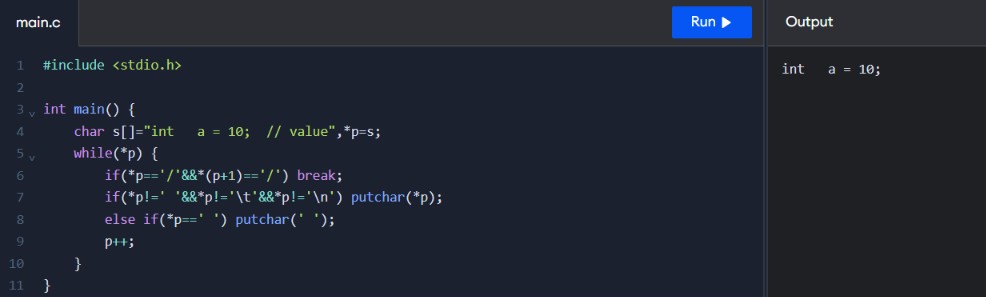 main.c Run Output
1 #include <stdio.h>
2
3 int main() {
4     char s[]="int   a = 10;  // value",*p=s;
5     while(*p) {
6         if(*p=='/'&&*(p+1)=='/') break;
7         if(*p!=' '&&*p!='\t'&&*p!='\n') putchar(*p);
8         else if(*p==' ') putchar(' ');
9         p++;
10     }
11 }
int   a = 10;